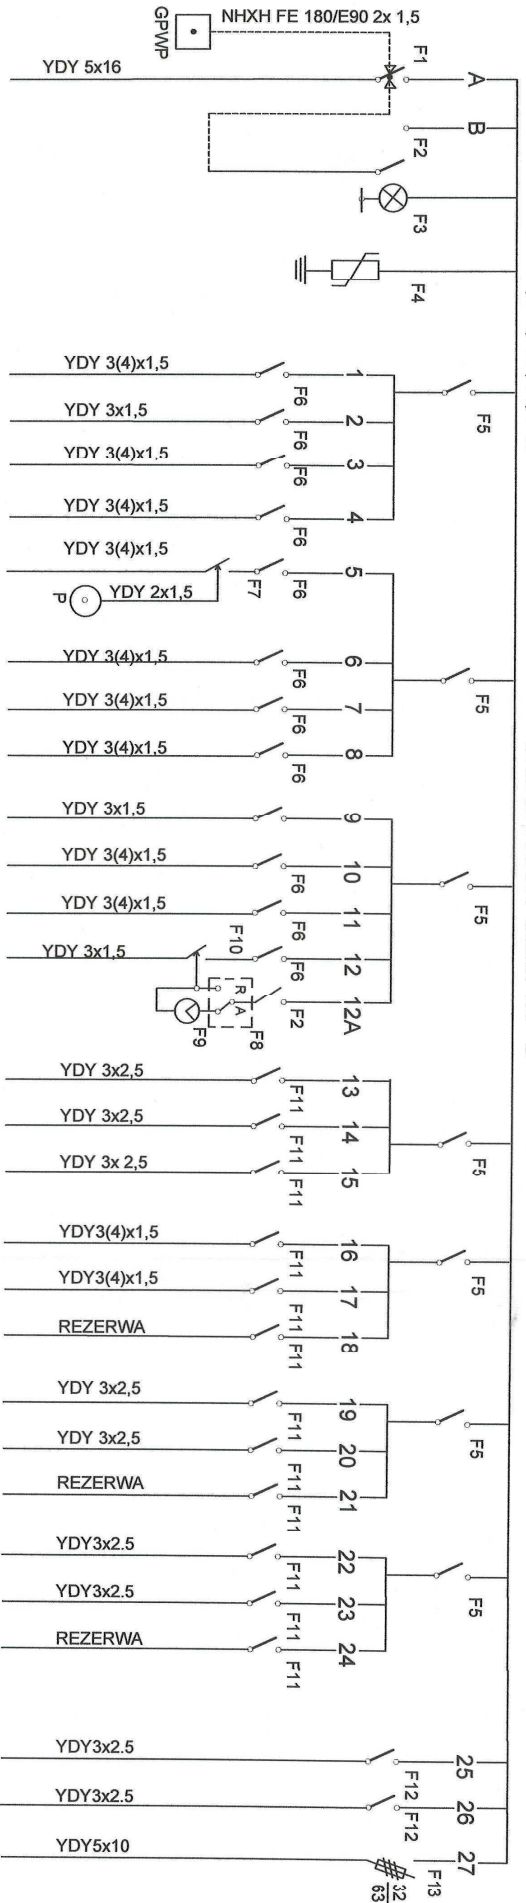 GPWP
NHXH FE 180/E90 2x 1,5
F1
YDY 5x16
A
B
F2
F3
F4
F5
YDY 3(4)x1,5
F6
1
YDY 3x1,5
F6
2
YDY 3(4)x1,5
F6
3
YDY 3(4)x1,5
F6
4
F5
YDY 3(4)x1,5
F7
F6
5
P
YDY 2x1,5
YDY 3(4)x1,5
F6
6
YDY 3(4)x1,5
F6
7
YDY 3(4)x1,5
F6
8
F5
YDY 3x1,5
9
YDY 3(4)x1,5
F6
10
YDY 3(4)x1,5
F6
11
YDY 3x1,5
F10
F6
12
R
A
F9
F8
F2
12A
F5
YDY 3x2,5
F11
13
YDY 3x2,5
F11
14
YDY 3x 2,5
F11
15
F5
YDY3(4)x1,5
F11
16
YDY3(4)x1,5
F11
17
REZERWA
F11
18
F5
YDY 3x2,5
F11
19
YDY 3x2,5
F11
20
REZERWA
F11
21
F5
YDY3x2.5
F11
22
YDY3x2.5
F11
23
REZERWA
F11
24
YDY3x2.5
F12
25
YDY3x2.5
F12
26
YDY5x10
F13
27
32
63